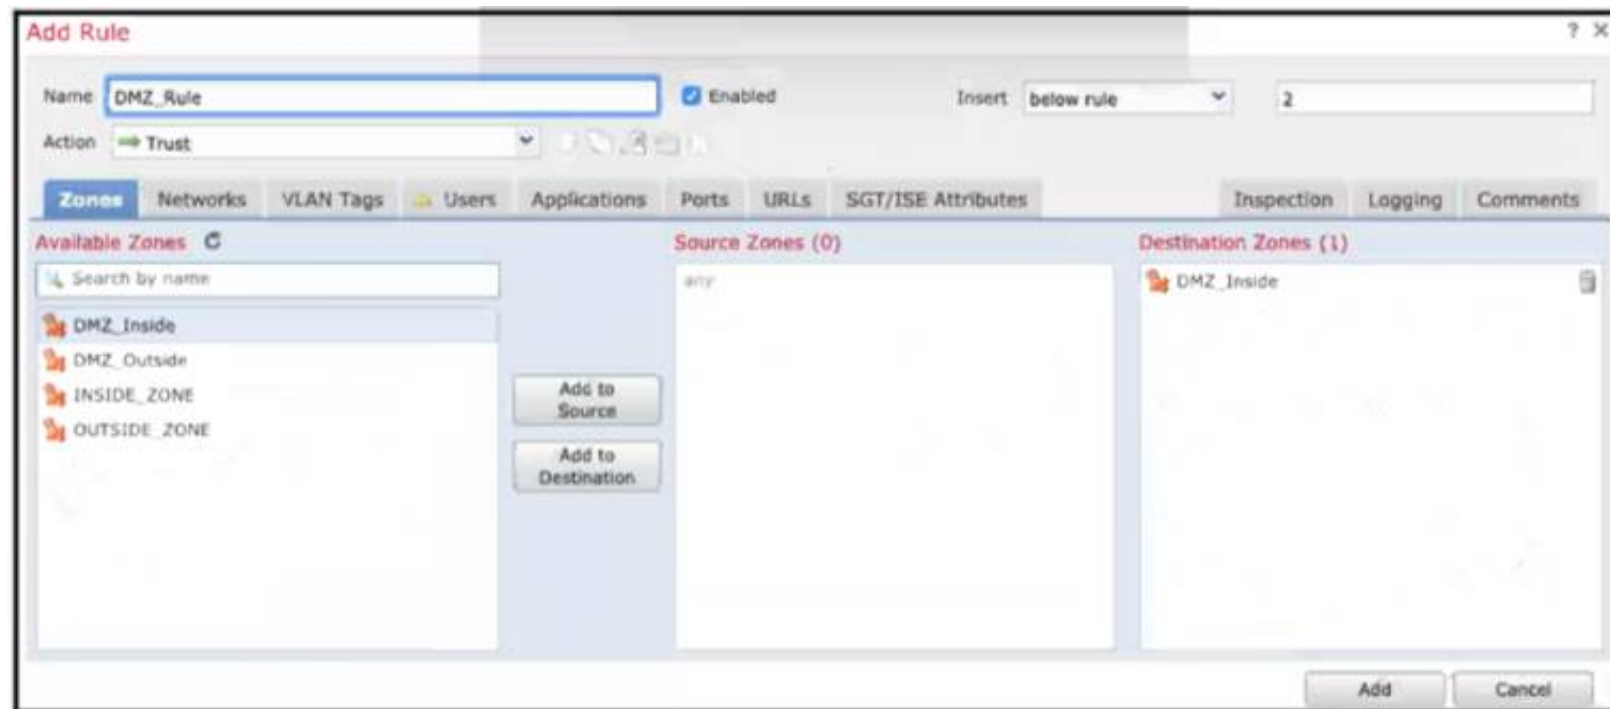 Add Rule ? X
Name DMZ_Rule Enabled Insert below rule 2
Action Trust
Zones Networks VLAN Tags Users Applications Ports URLs SGT/ISE Attributes Inspection Logging Comments
Available Zones Source Zones (0) Destination Zones (1)
Search by name any DMZ_Inside
DMZ_Inside
DMZ_Outside
INSIDE_ZONE
OUTSIDE_ZONE
Add to
Source
Add to
Destination
Add Cancel